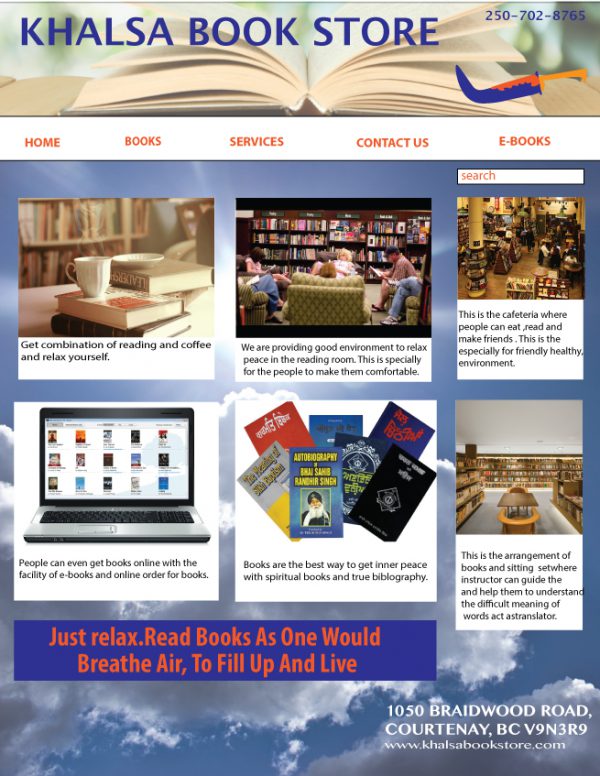 KHALSA BOOK STORE
250-702-8765
HOME BOOKS SERVICES CONTACT US E-BOOKS
search
LEADERSHIP
Get combination of reading and coffee
and relax yourself.
We are providing good environment to relax
peace in the reading room. This is specially
for the people to make them comfortable.
This is the cafeteria where
people can eat ,read and
make friends . This is the
especially for friendly healthy,
environment.
People can even get books online with the
facility of e-books and online order for books.
AUTOBIOGRAPHY
OF
BHAI SAHIB
RANDHIR SINGH
Books are the best way to get inner peace
with spiritual books and true biblography.
This is the arrangement of
books and sitting setwhere
instructor can guide the
and help them to understand
the difficult meaning of
words act astranslator.
Just relax.Read Books As One Would
Breathe Air, To Fill Up And Live
1050 BRAIDWOOD ROAD,
COURTENAY, BC V9N3R9
www.khalsabookstore.com